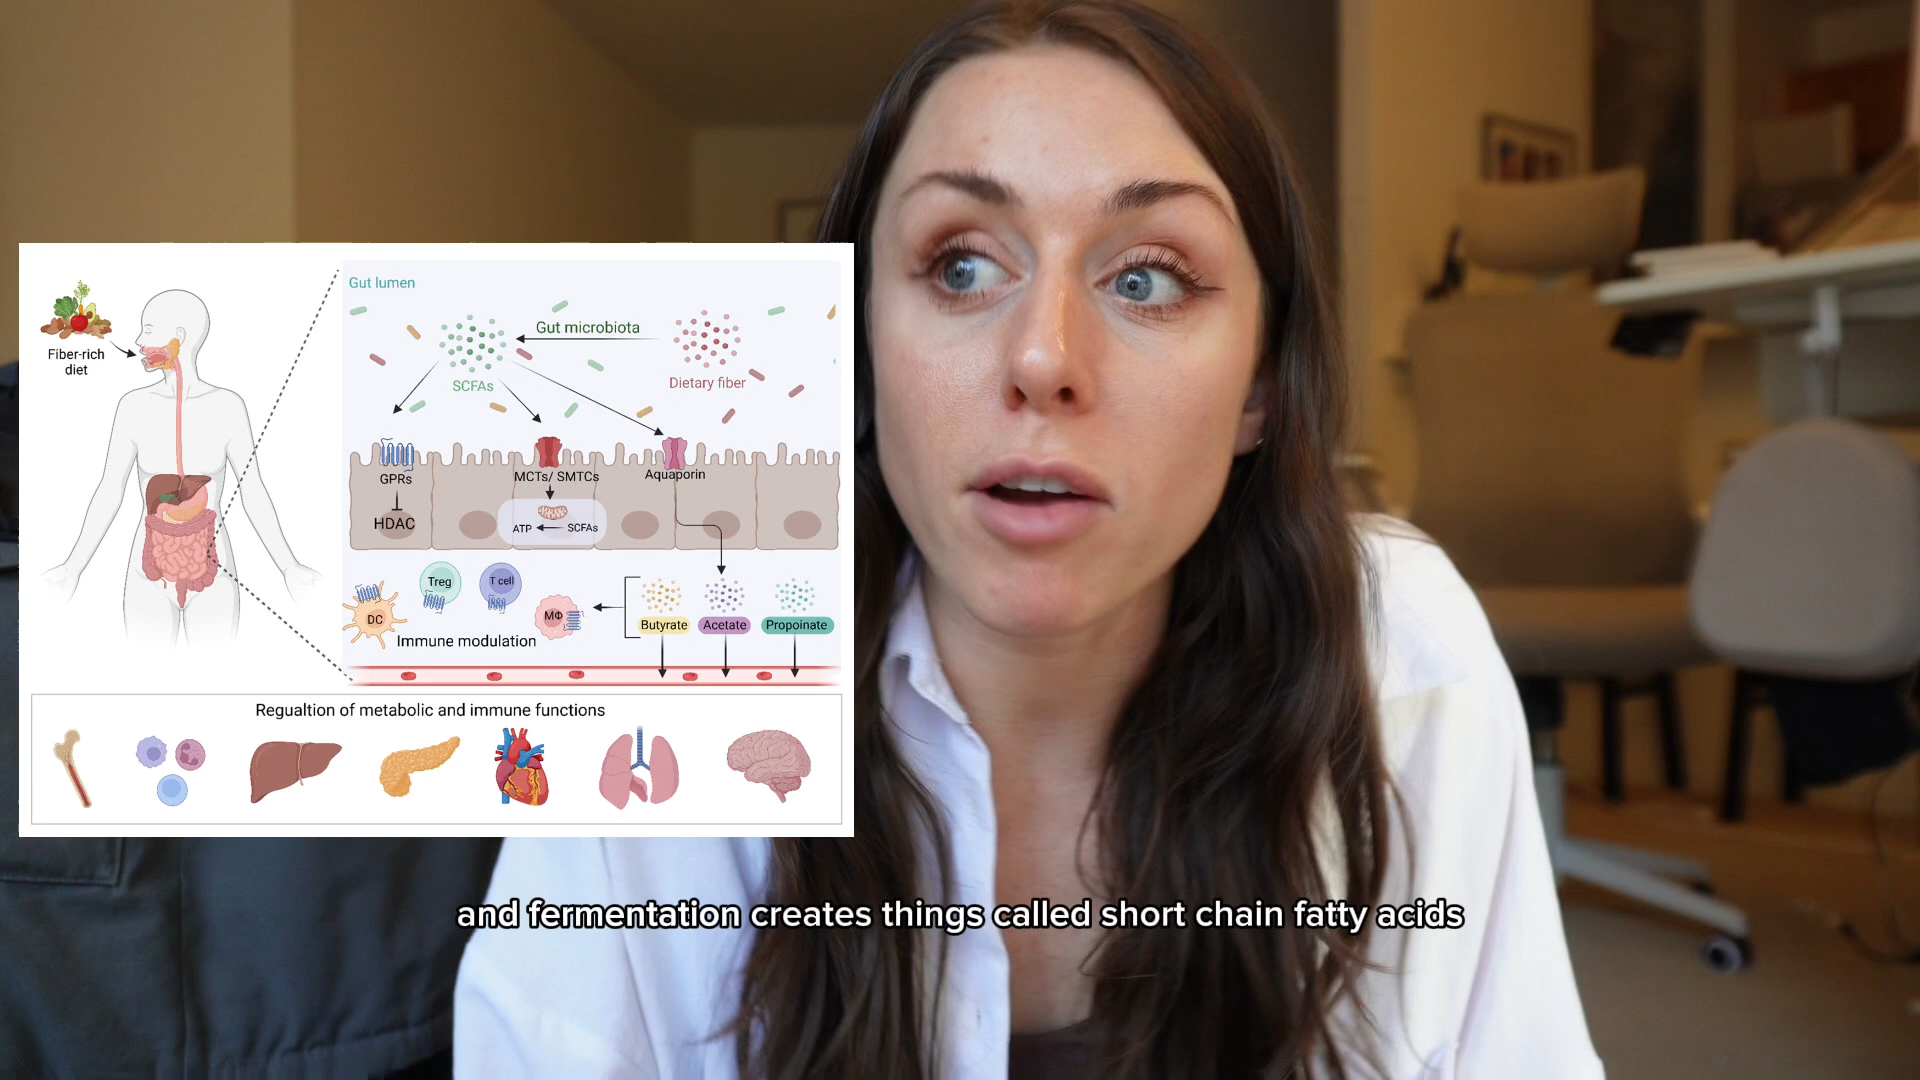 Gut lumen
Fiber-rich
diet
Gut microbiota
SCFAs
Dietary fiber
GPRs
MCTs/ SMTCs
Aquaporin
HDAC
ATP
SCFAs
Treg
T cell
DC
MΦ
Immune modulation
Butyrate
Acetate
Propoinate
Regualtion of metabolic and immune functions
and fermentation creates things called short chain fatty acids